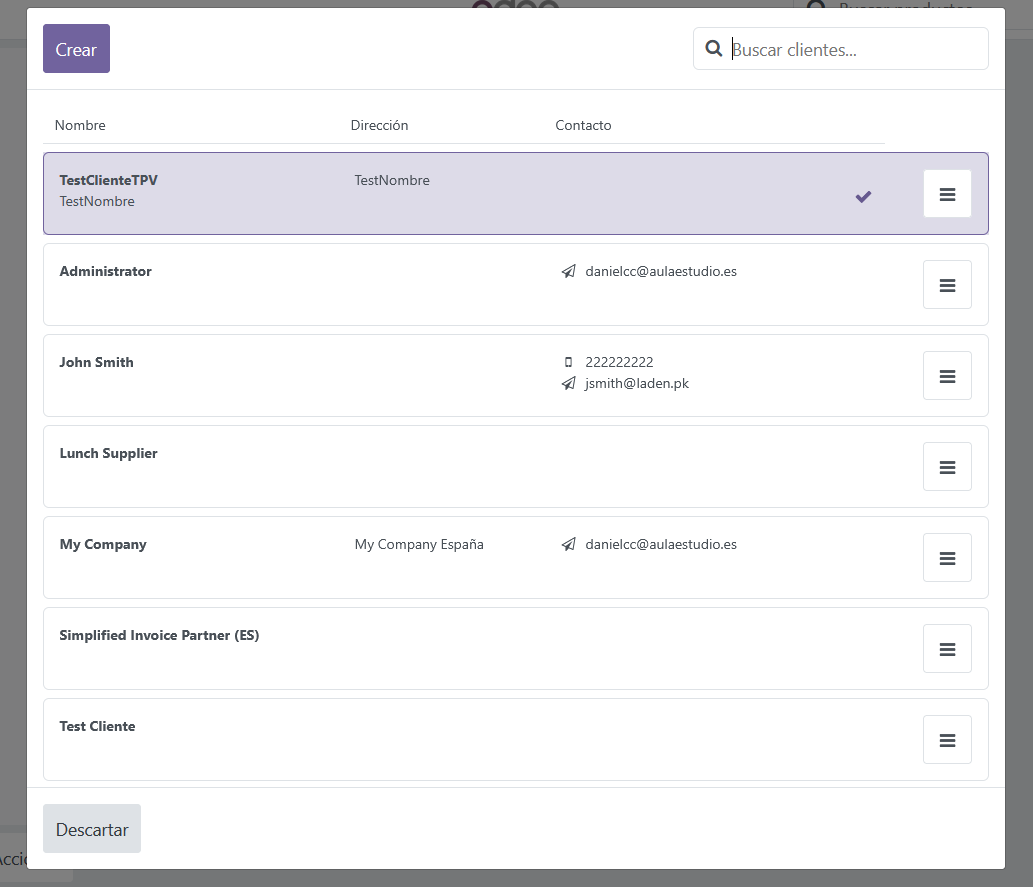 Crear
Buscar clientes...
Nombre Dirección Contacto
TestClienteTPV TestNombre
TestNombre
Administrator danielcc@aulaestudio.es
John Smith 222222222
jsmith@laden.pk
Lunch Supplier
My Company My Company España danielcc@aulaestudio.es
Simplified Invoice Partner (ES)
Test Cliente
Descartar